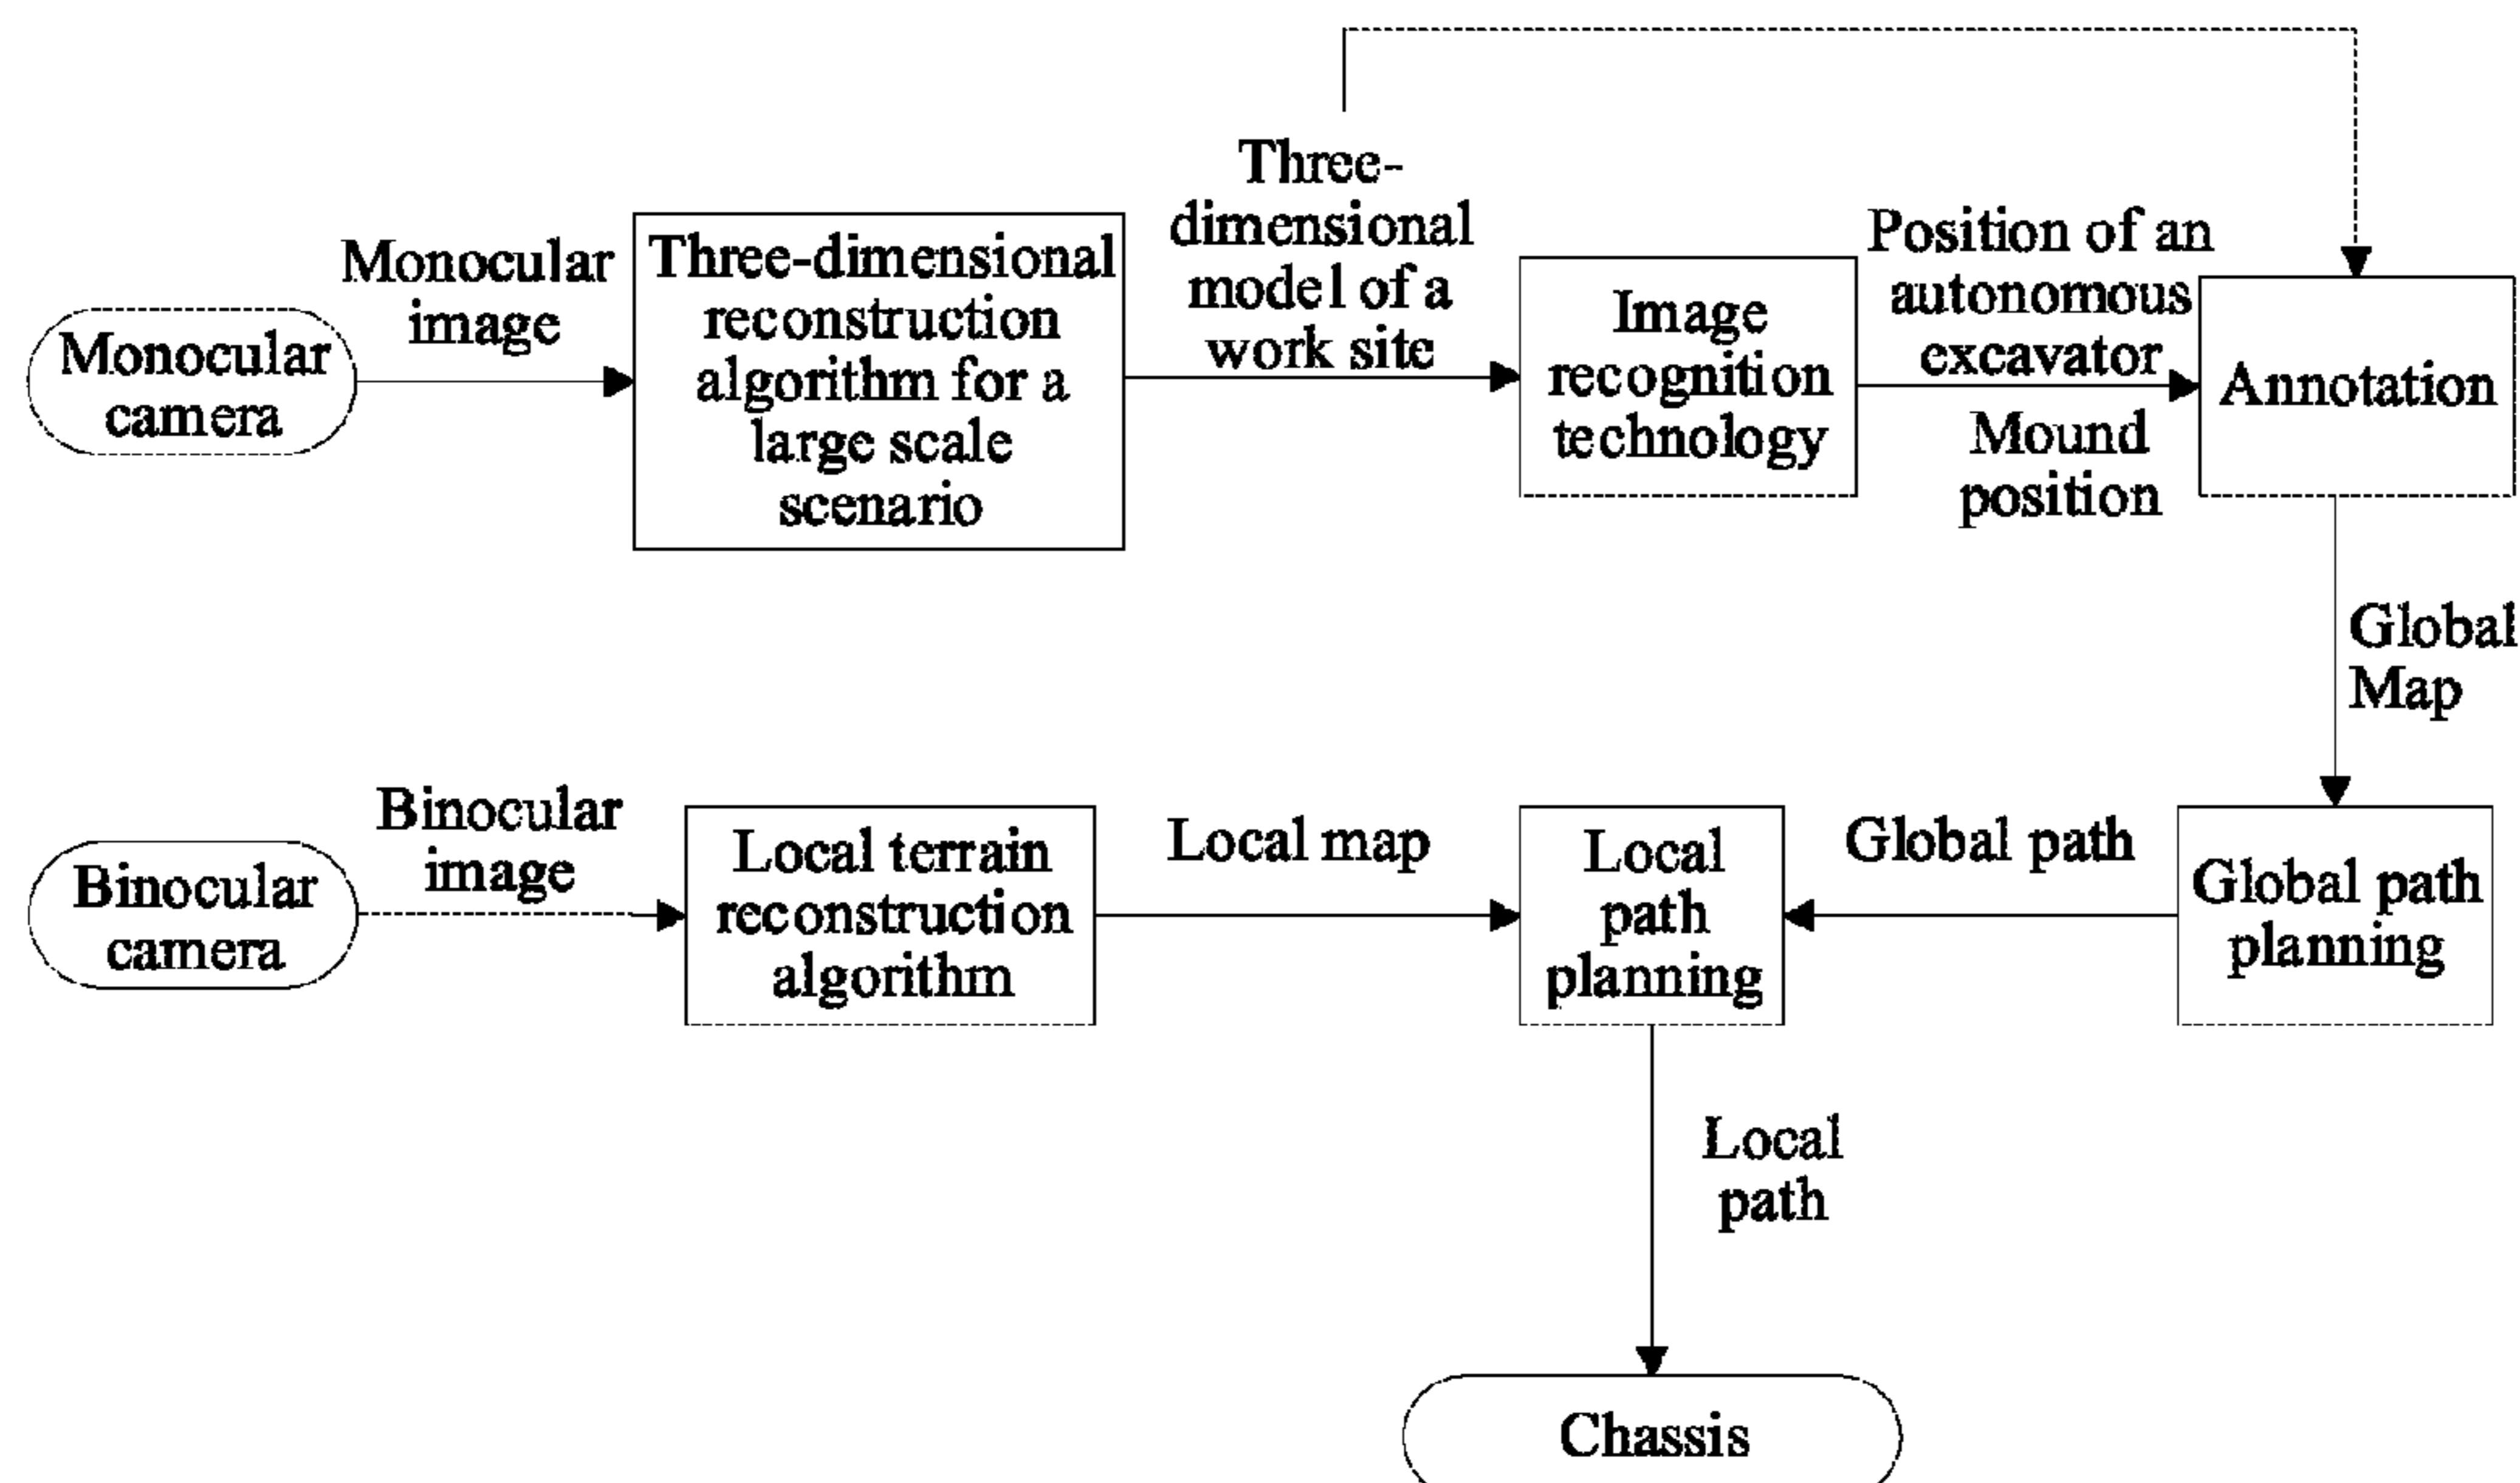 Three-
dimensional
model of a
work site
Monocular
image
Monocular
camera
Three-dimensional
reconstruction
algorithm for a
large scale
scenario
Image
recognition
technology
Position of an
autonomous
excavator
Mound
position
Annotation
Global
Map
Binocular
image
Binocular
camera
Local terrain
reconstruction
algorithm
Local map
Local
path
planning
Global path
Global path
planning
Local
path
Chassis